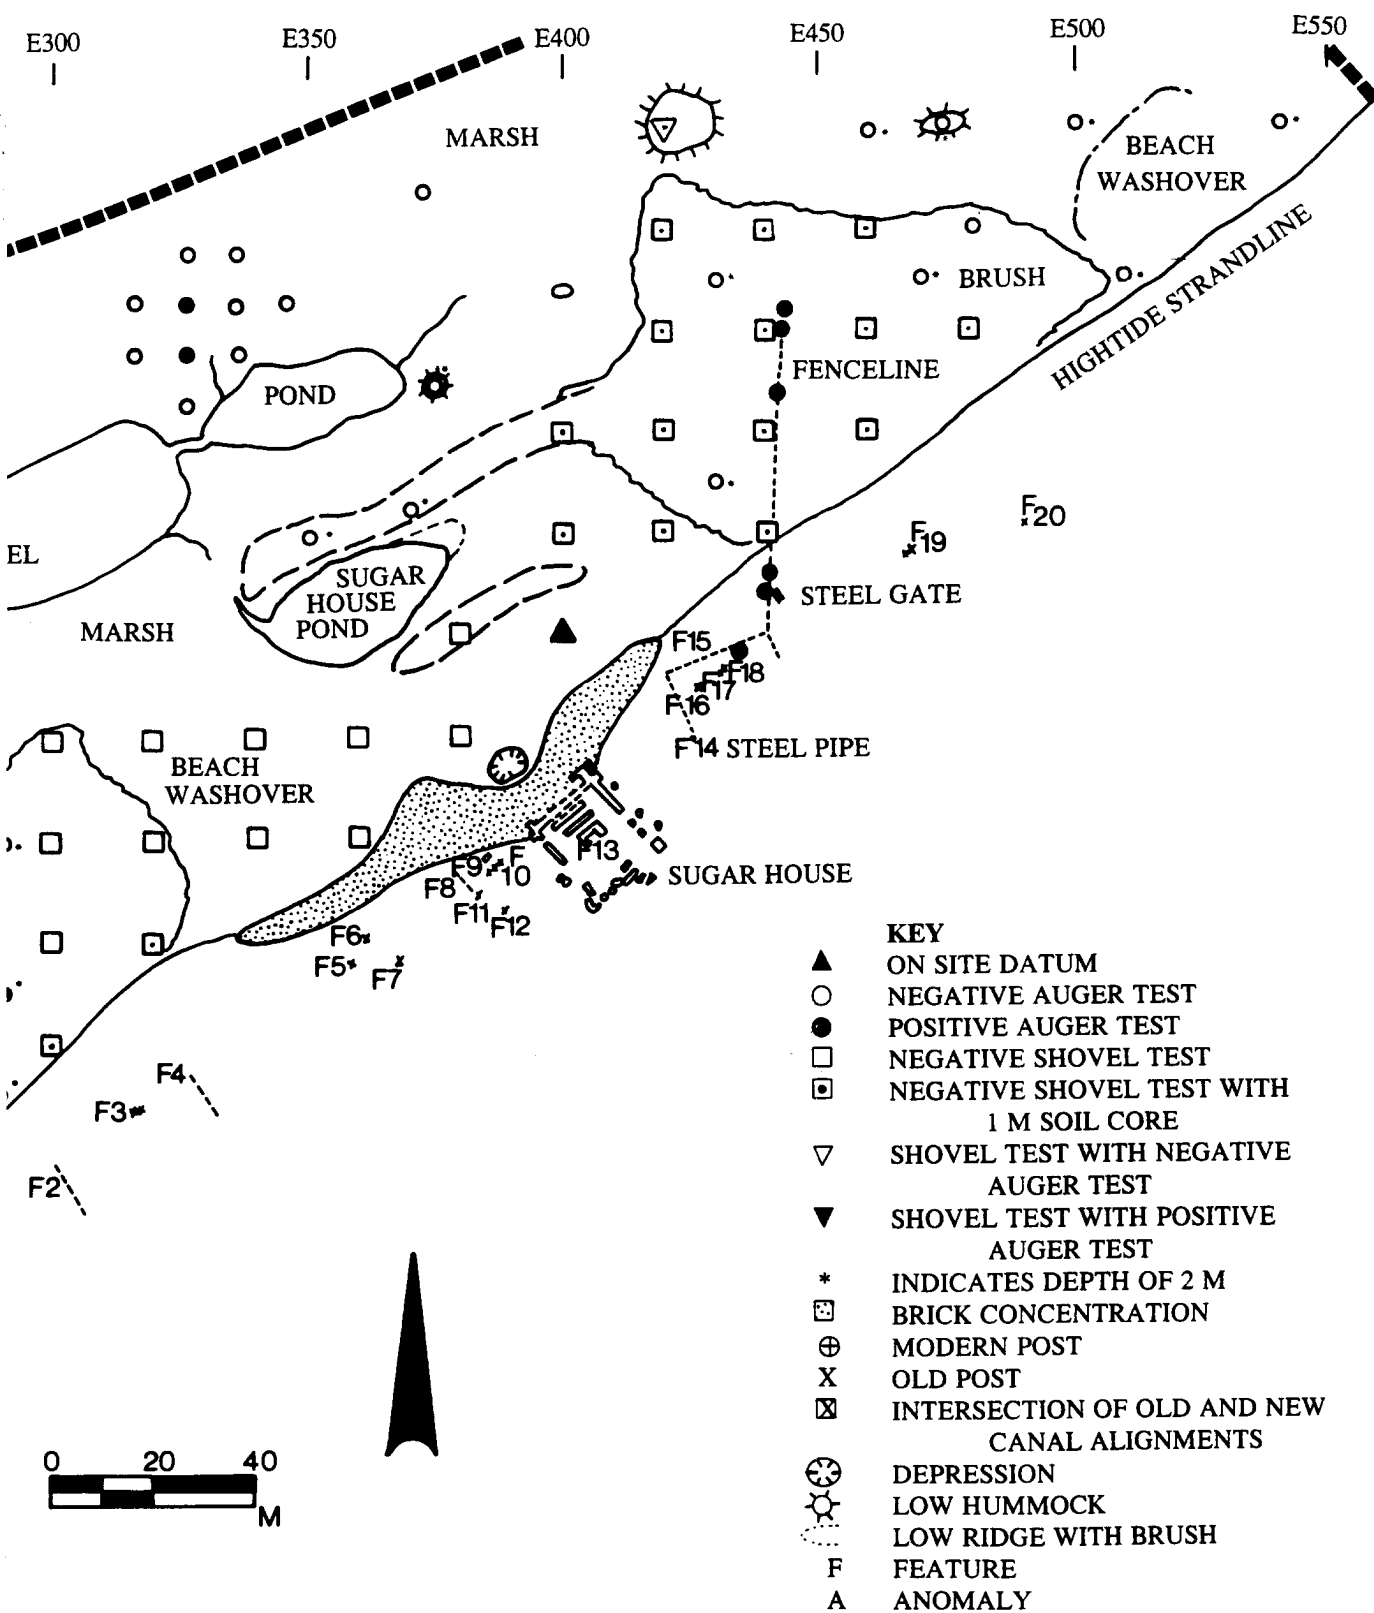 E300 E350 E400 E450 E500 E550
MARSH
BEACH
WASHOVER
HIGHTIDE STRANDLINE
BRUSH
FENCELINE
POND
EL
SUGAR
HOUSE
POND
MARSH
F20
F19
STEEL GATE
F15
F18
F17
F16
F14 STEEL PIPE
BEACH
WASHOVER
F13
F9
F
10
F8
SUGAR HOUSE
F11
F12
F6
F5
F7
F4
F3
F2
KEY
ON SITE DATUM
NEGATIVE AUGER TEST
POSITIVE AUGER TEST
NEGATIVE SHOVEL TEST
NEGATIVE SHOVEL TEST WITH
1 M SOIL CORE
SHOVEL TEST WITH NEGATIVE
AUGER TEST
SHOVEL TEST WITH POSITIVE
AUGER TEST
* INDICATES DEPTH OF 2 M
BRICK CONCENTRATION
MODERN POST
X OLD POST
INTERSECTION OF OLD AND NEW
CANAL ALIGNMENTS
DEPRESSION
LOW HUMMOCK
LOW RIDGE WITH BRUSH
F FEATURE
A ANOMALY
0 20 40
M